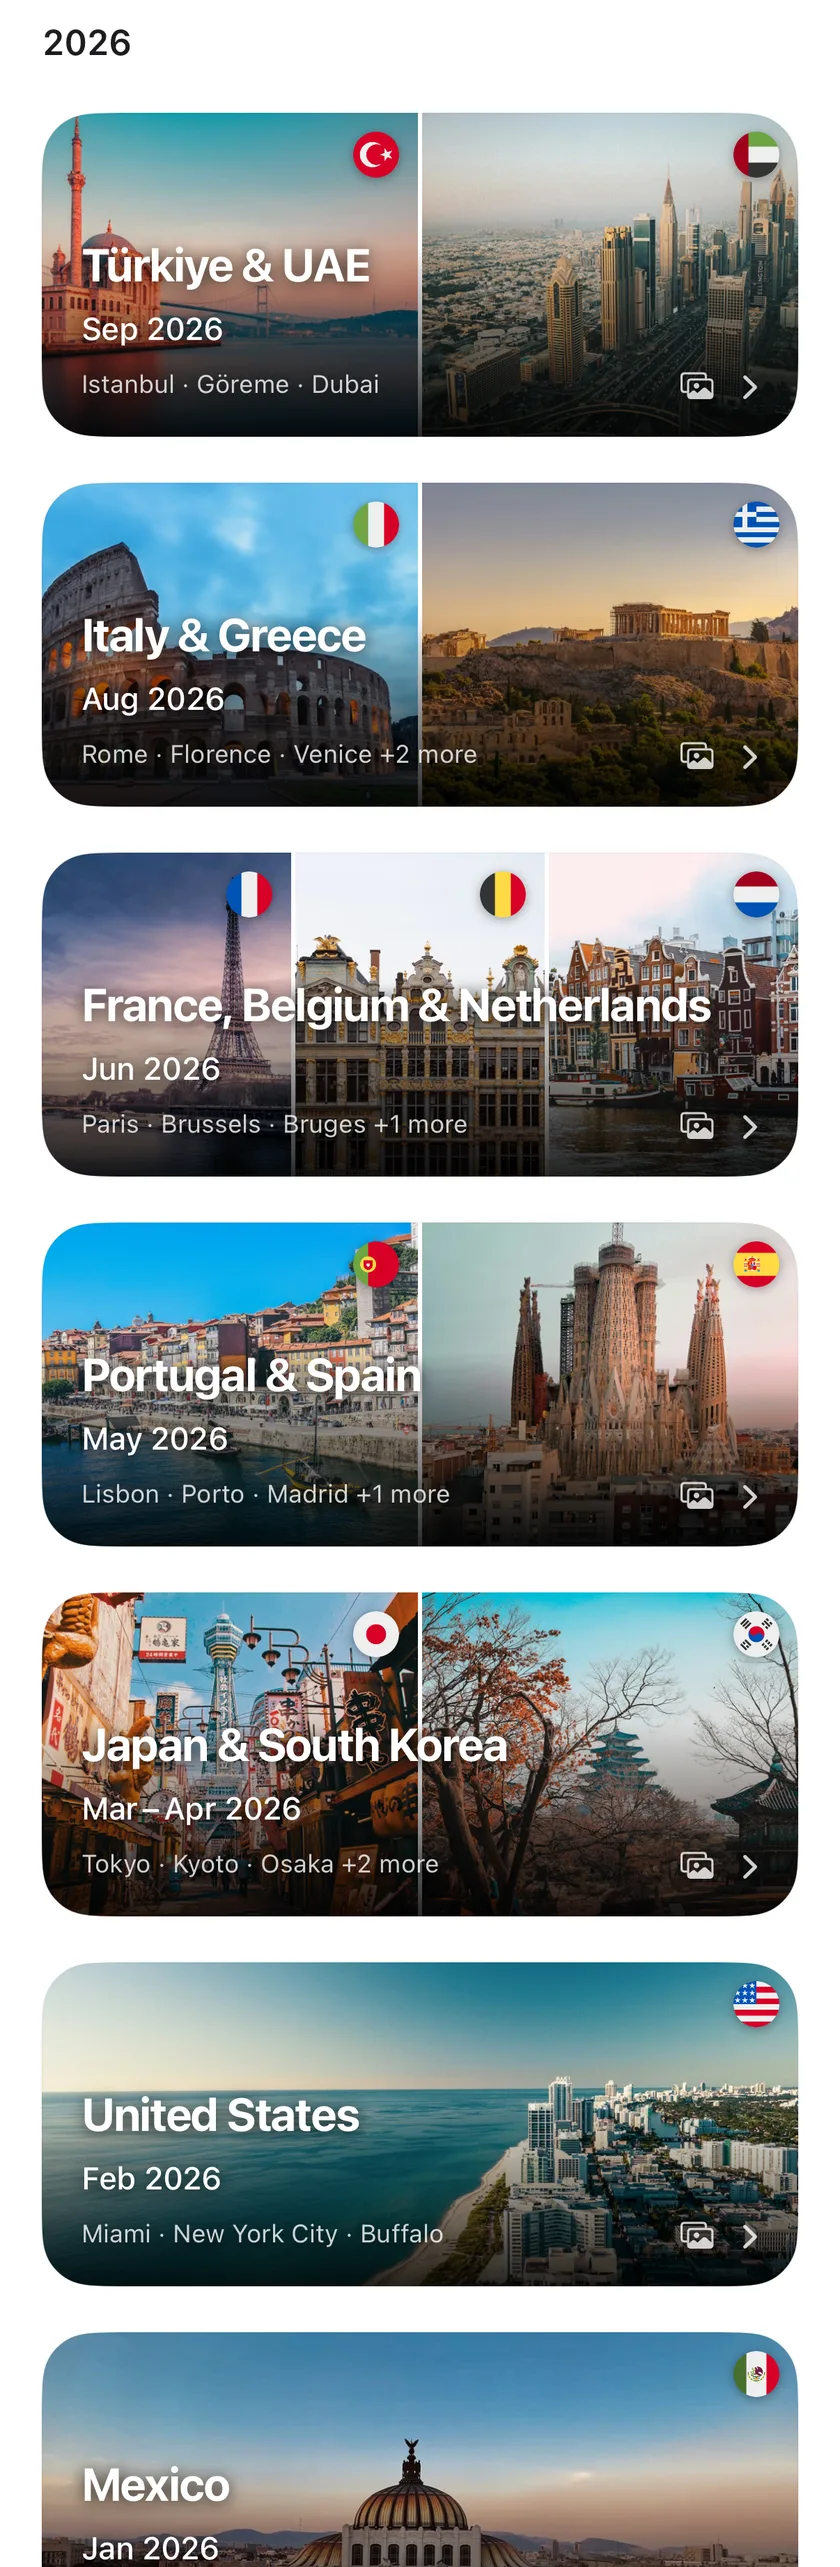 2026
Türkiye & UAE
Sep 2026
Istanbul · Göreme · Dubai
Italy & Greece
Aug 2026
Rome · Florence · Venice +2 more
France, Belgium & Netherlands
Jun 2026
Paris · Brussels · Bruges +1 more
Portugal & Spain
May 2026
Lisbon · Porto · Madrid +1 more
Japan & South Korea
Mar – Apr 2026
Tokyo · Kyoto · Osaka +2 more
United States
Feb 2026
Miami · New York City · Buffalo
Mexico
Jan 2026